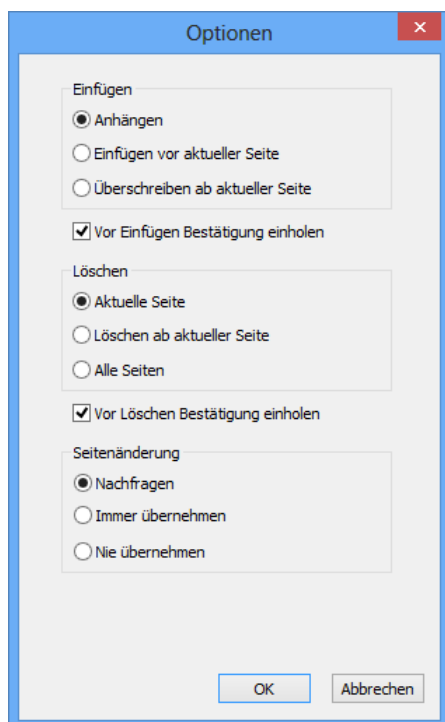 Optionen
Einfügen
Anhängen
Einfügen vor aktueller Seite
Überschreiben ab aktueller Seite
Vor Einfügen Bestätigung einholen
Löschen
Aktuelle Seite
Löschen ab aktueller Seite
Alle Seiten
Vor Löschen Bestätigung einholen
Seitenänderung
Nachfragen
Immer übernehmen
Nie übernehmen
OK Abbrechen